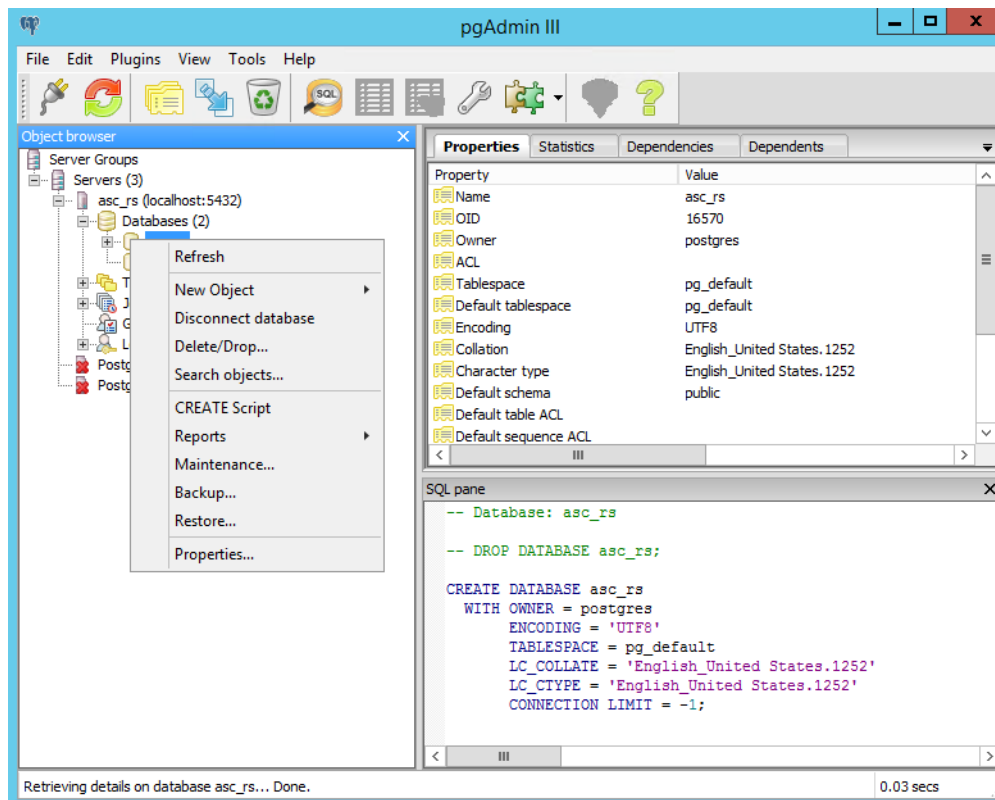 pgAdmin III
File Edit Plugins View Tools Help
SQL
Object browser
Server Groups
Servers (3)
asc_rs (localhost:5432)
Databases (2)
Refresh
New Object
Disconnect database
Delete/Drop...
Search objects...
CREATE Script
Reports
Maintenance...
Backup...
Restore...
Properties...
Properties Statistics Dependencies Dependents
Property Value
Name asc_rs
OID 16570
Owner postgres
ACL
Tablespace pg_default
Default tablespace pg_default
Encoding UTF8
Collation English_United States.1252
Character type English_United States.1252
Default schema public
Default table ACL
Default sequence ACL
SQL pane
-- Database: asc_rs
-- DROP DATABASE asc_rs;
CREATE DATABASE asc_rs
WITH OWNER = postgres
ENCODING = 'UTF8'
TABLESPACE = pg_default
LC_COLLATE = 'English_United States.1252'
LC_CTYPE = 'English_United States.1252'
CONNECTION LIMIT = -1;
Retrieving details on database asc_rs... Done. 0.03 secs